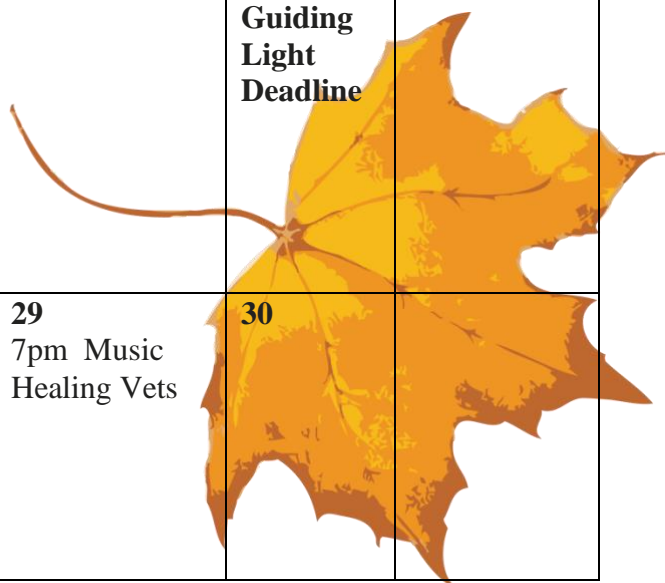 Guiding
Light
Deadline
29
7pm Music
Healing Vets
30